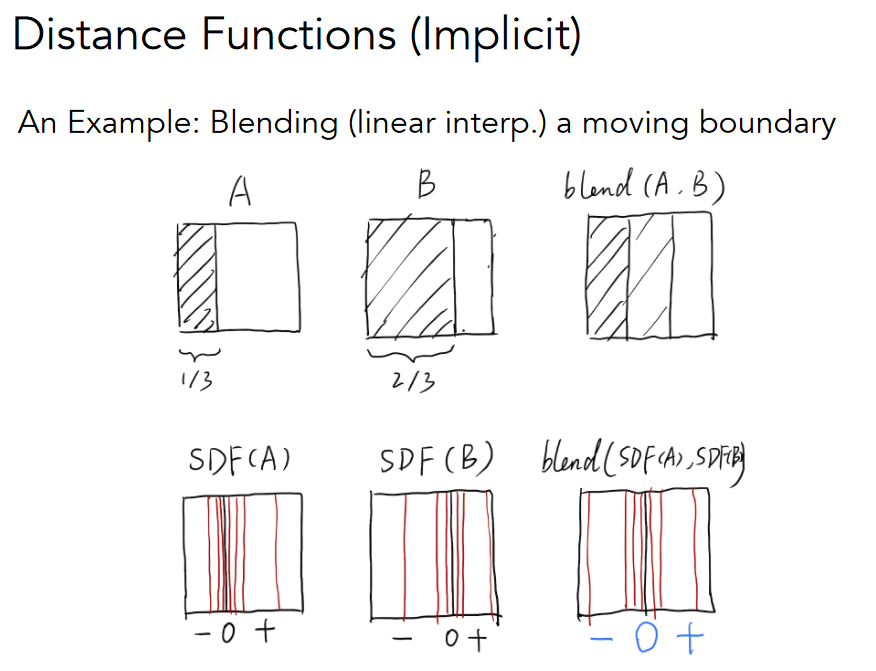 Distance Functions (Implicit)
An Example: Blending (linear interp.) a moving boundary
A B blend (A, B)
1/3 2/3
SDF(A) SDF(B) blend(SDF(A), SDF(B)
- 0 + - 0 + - 0 +